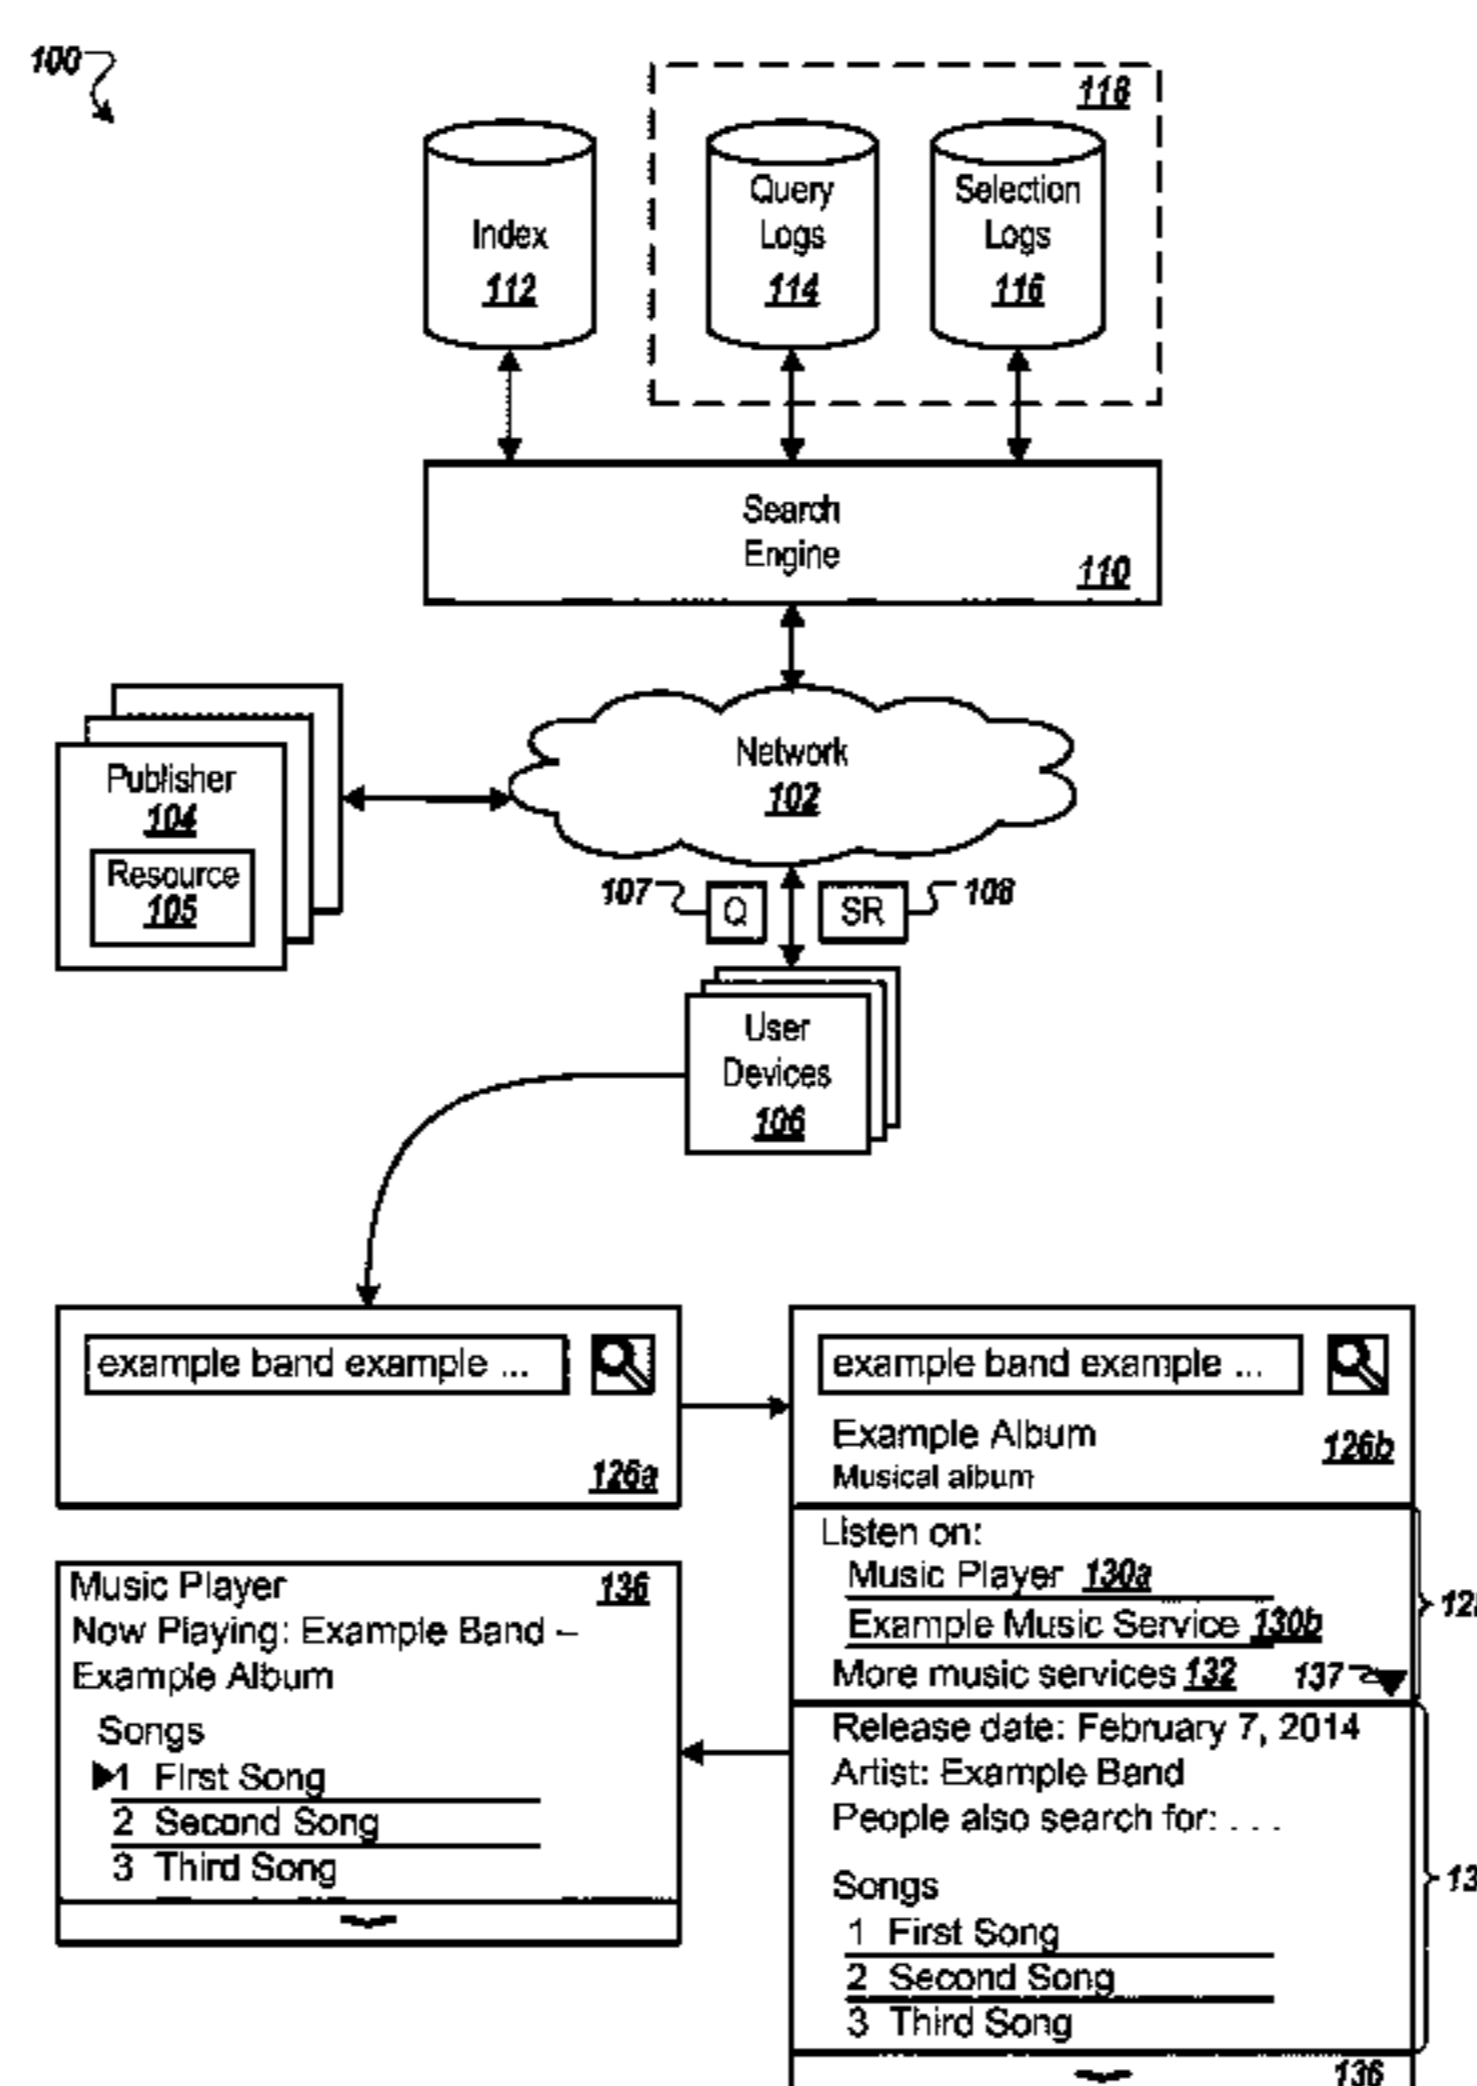 100
118
Index
112
Query
Logs
114
Selection
Logs
116
Search
Engine
110
Publisher
104
Resource
105
Network
102
107
Q
SR
108
User
Devices
106
example band example ...
126a
example band example ...
Example Album
126b
Musical album
Listen on:
Music Player 130a
Example Music Service 130b
More music services 132
137
Release date: February 7, 2014
Artist: Example Band
People also search for: . . .
Songs
1 First Song
2 Second Song
3 Third Song
136
Music Player
136
Now Playing: Example Band –
Example Album
Songs
1 First Song
2 Second Song
3 Third Song